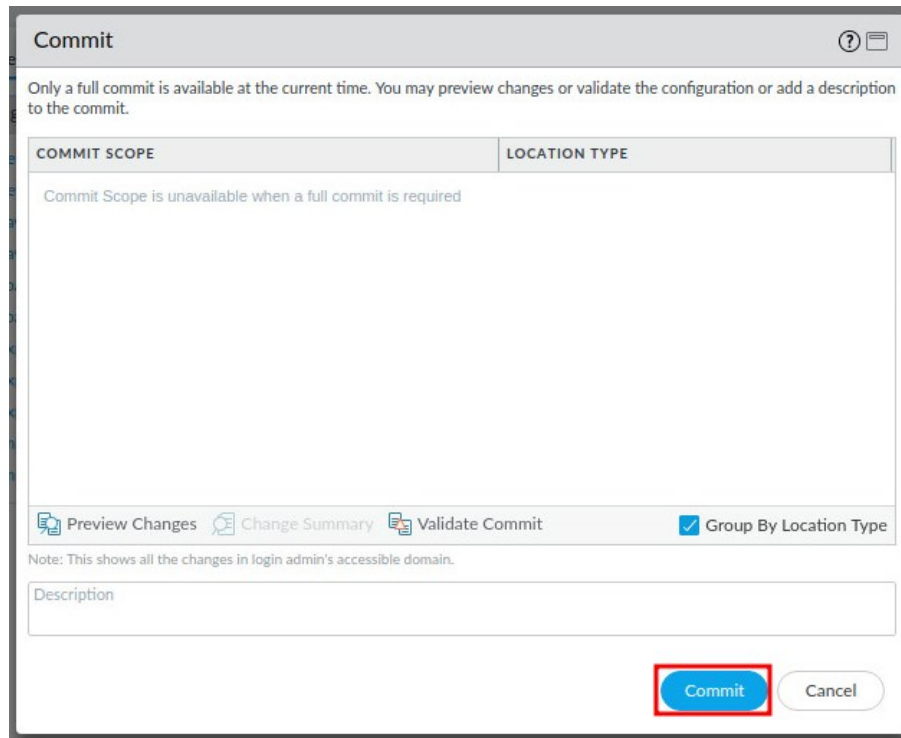 Commit
Only a full commit is available at the current time. You may preview changes or validate the configuration or add a description
to the commit.
COMMIT SCOPE LOCATION TYPE
Commit Scope is unavailable when a full commit is required
Preview Changes Change Summary Validate Commit Group By Location Type
Note: This shows all the changes in login admin's accessible domain.
Description
Commit Cancel